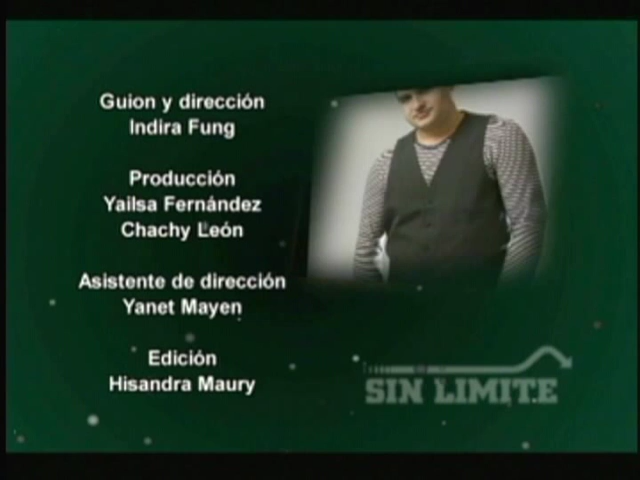 Guion y dirección
Indira Fung
Producción
Yailsa Fernández
Chachy León
Asistente de dirección
Yanet Mayen
Edición
Hisandra Maury
SIN LIMITE